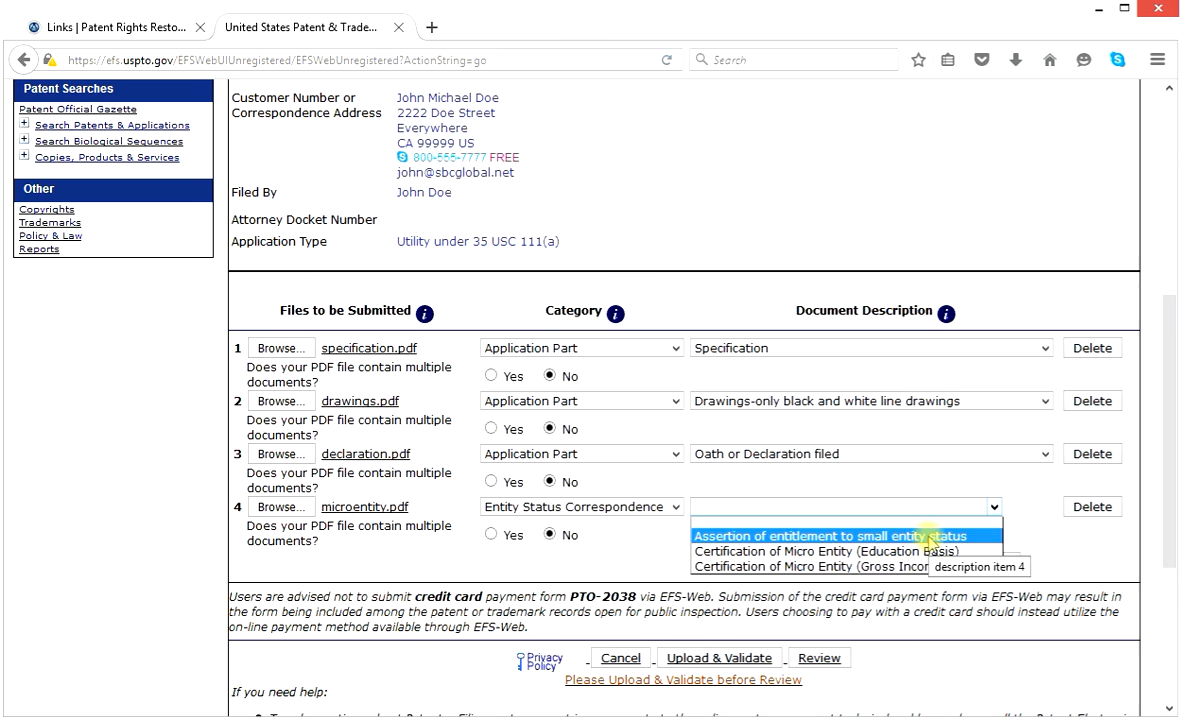 Links | Patent Rights Resto...
United States Patent & Trade...
https://efs.uspto.gov/EFSWebUIUnregistered/EFSWebUnregistered?ActionString=go
Search
Patent Searches
Patent Official Gazette
Search Patents & Applications
Search Biological Sequences
Copies, Products & Services
Other
Copyrights
Trademarks
Policy & Law
Reports
Customer Number or
Correspondence Address
John Michael Doe
2222 Doe Street
Everywhere
CA 99999 US
800-555-7777 FREE
john@sbcglobal.net
Filed By John Doe
Attorney Docket Number
Application Type Utility under 35 USC 111(a)
Files to be Submitted i Category i Document Description i
1 Browse... specification.pdf Application Part Specification Delete
Does your PDF file contain multiple
documents?
Yes No
2 Browse... drawings.pdf Application Part Drawings-only black and white line drawings Delete
Does your PDF file contain multiple
documents?
Yes No
3 Browse... declaration.pdf Application Part Oath or Declaration filed Delete
Does your PDF file contain multiple
documents?
Yes No
4 Browse... microentity.pdf Entity Status Correspondence Delete
Does your PDF file contain multiple
documents?
Yes No
Assertion of entitlement to small entity status
Certification of Micro Entity (Education Basis)
Certification of Micro Entity (Gross Incor
description item 4
Users are advised not to submit credit card payment form PTO-2038 via EFS-Web. Submission of the credit card payment form via EFS-Web may result in
the form being included among the patent or trademark records open for public inspection. Users choosing to pay with a credit card should instead utilize the
on-line payment method available through EFS-Web.
Privacy
Policy
Cancel Upload & Validate Review
Please Upload & Validate before Review
If you need help: